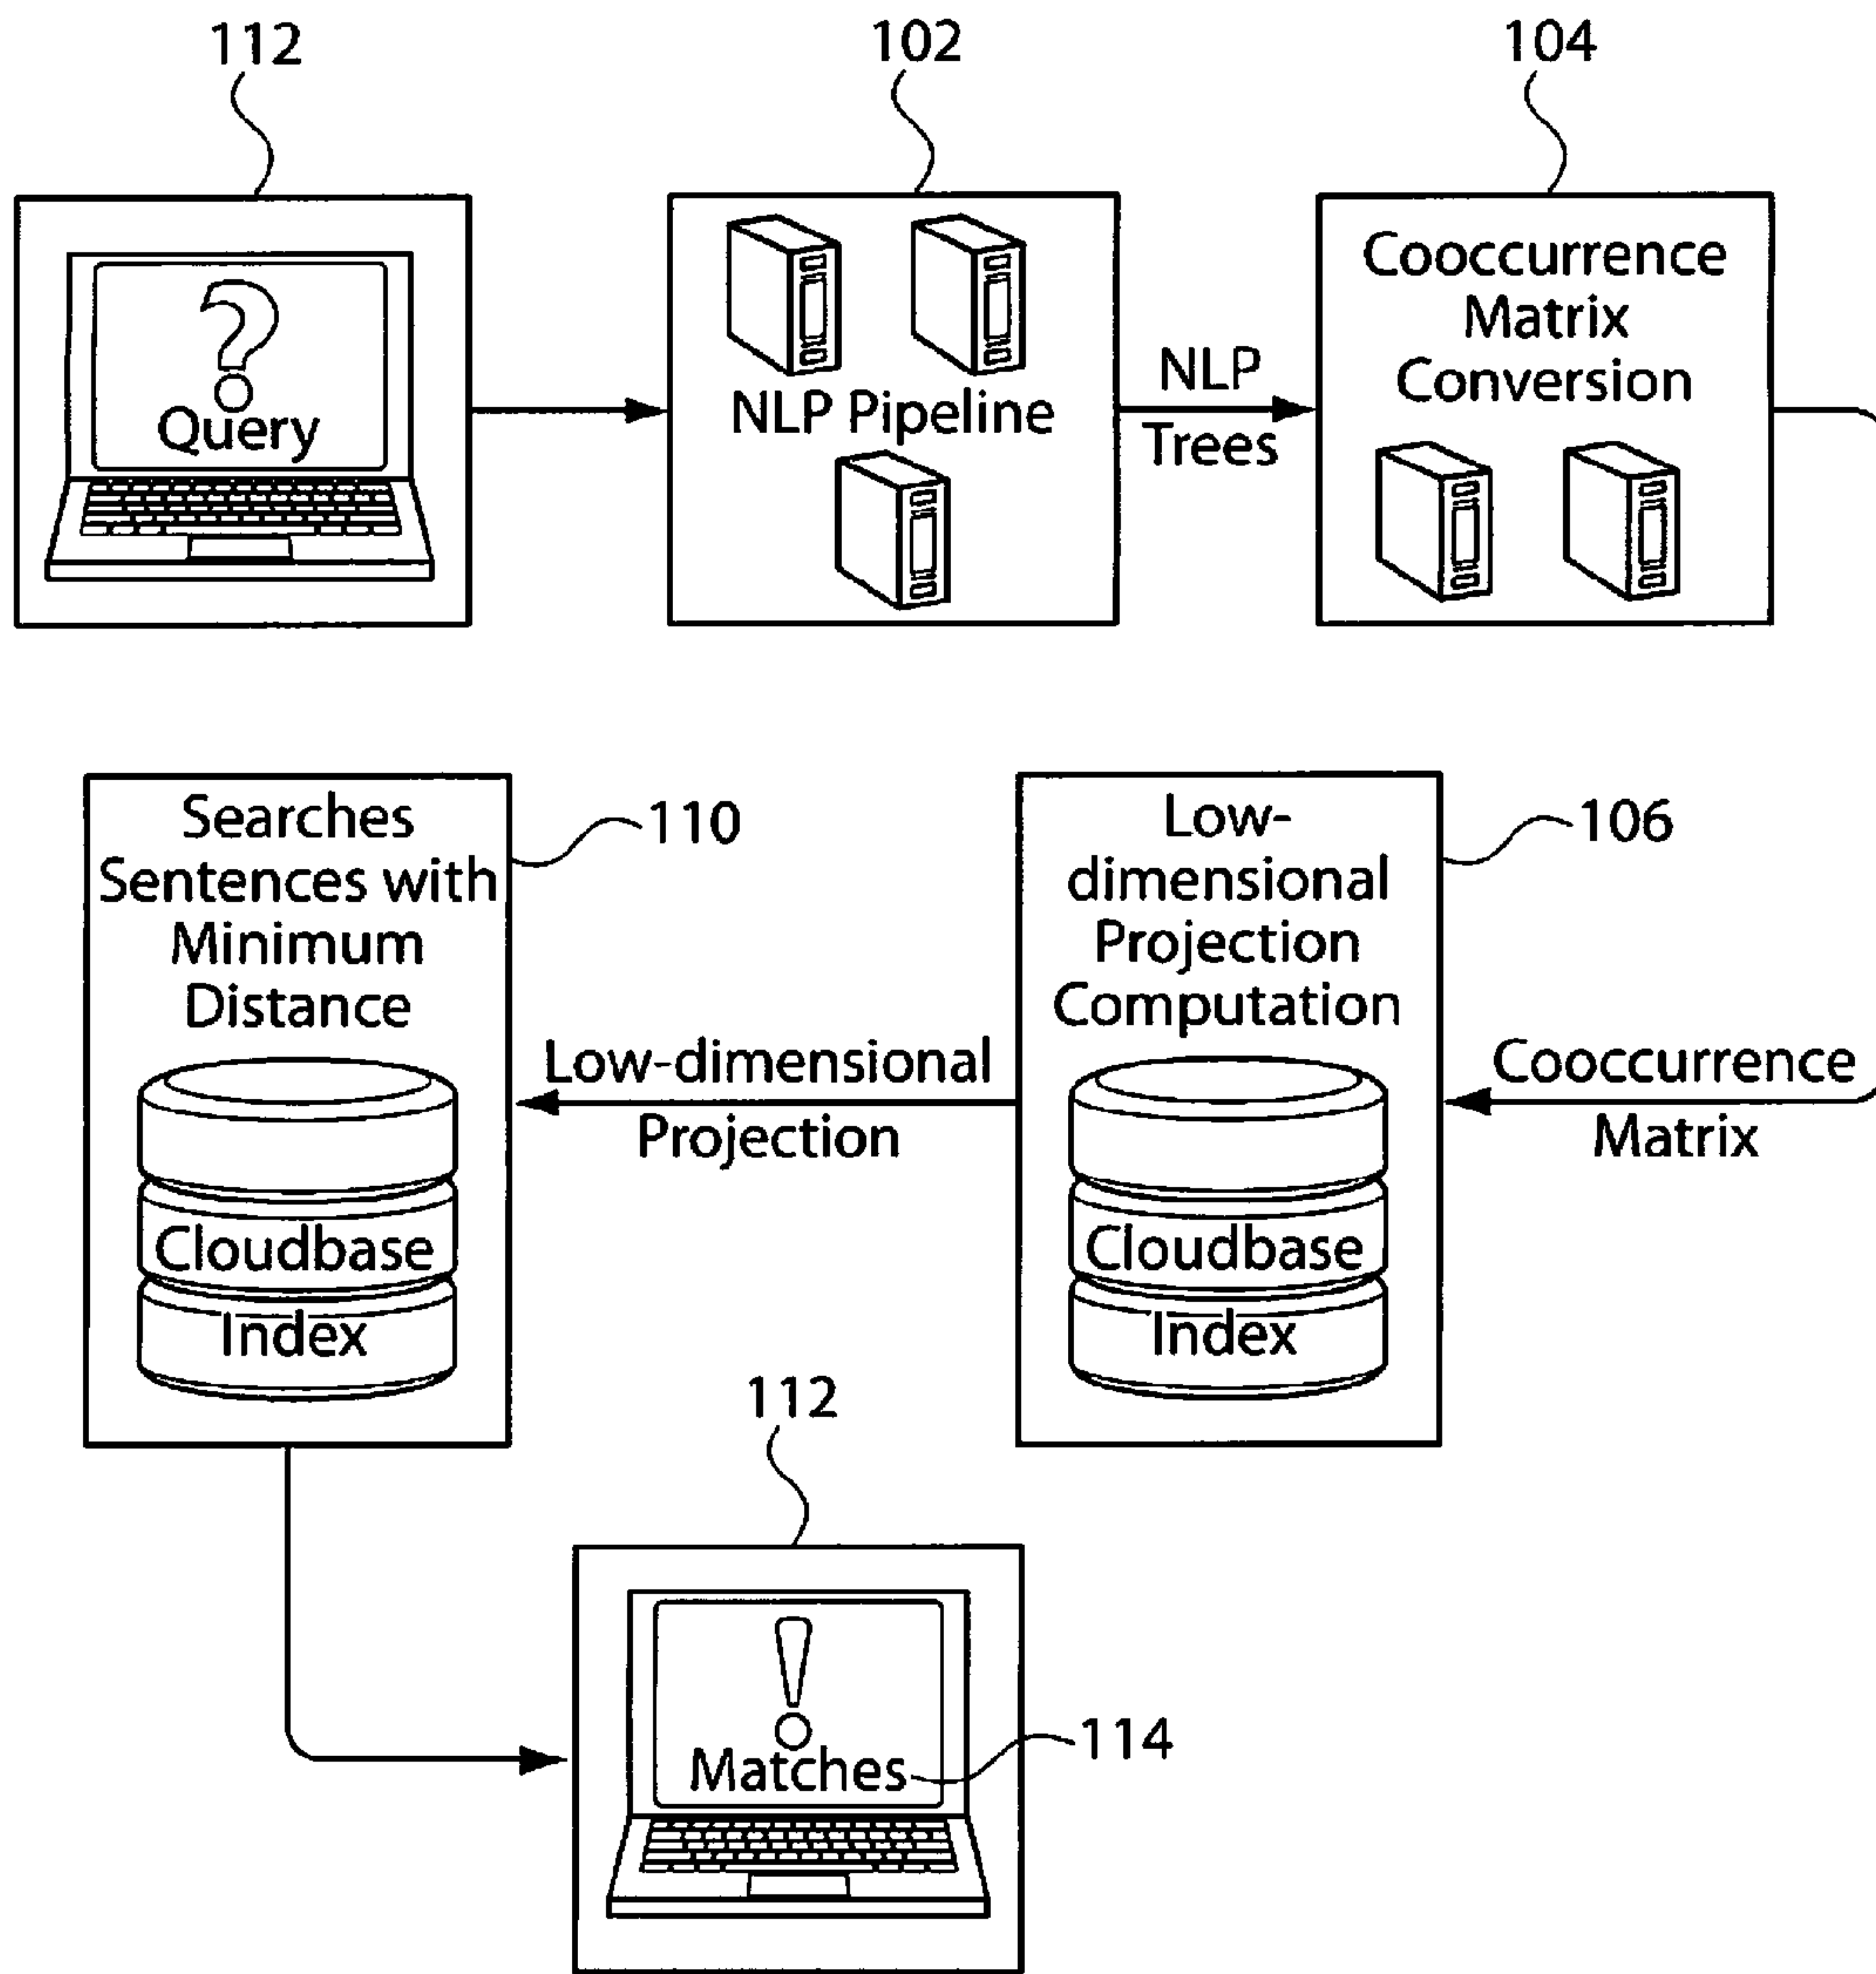 112
102
104
Query
NLP Pipeline
NLP
Trees
Cooccurrence
Matrix
Conversion
Searches
Sentences with
Minimum
Distance
110
Cloudbase
Index
Low-dimensional
Projection
Low-
dimensional
Projection
Computation
106
Cloudbase
Index
Cooccurrence
Matrix
112
Matches
114